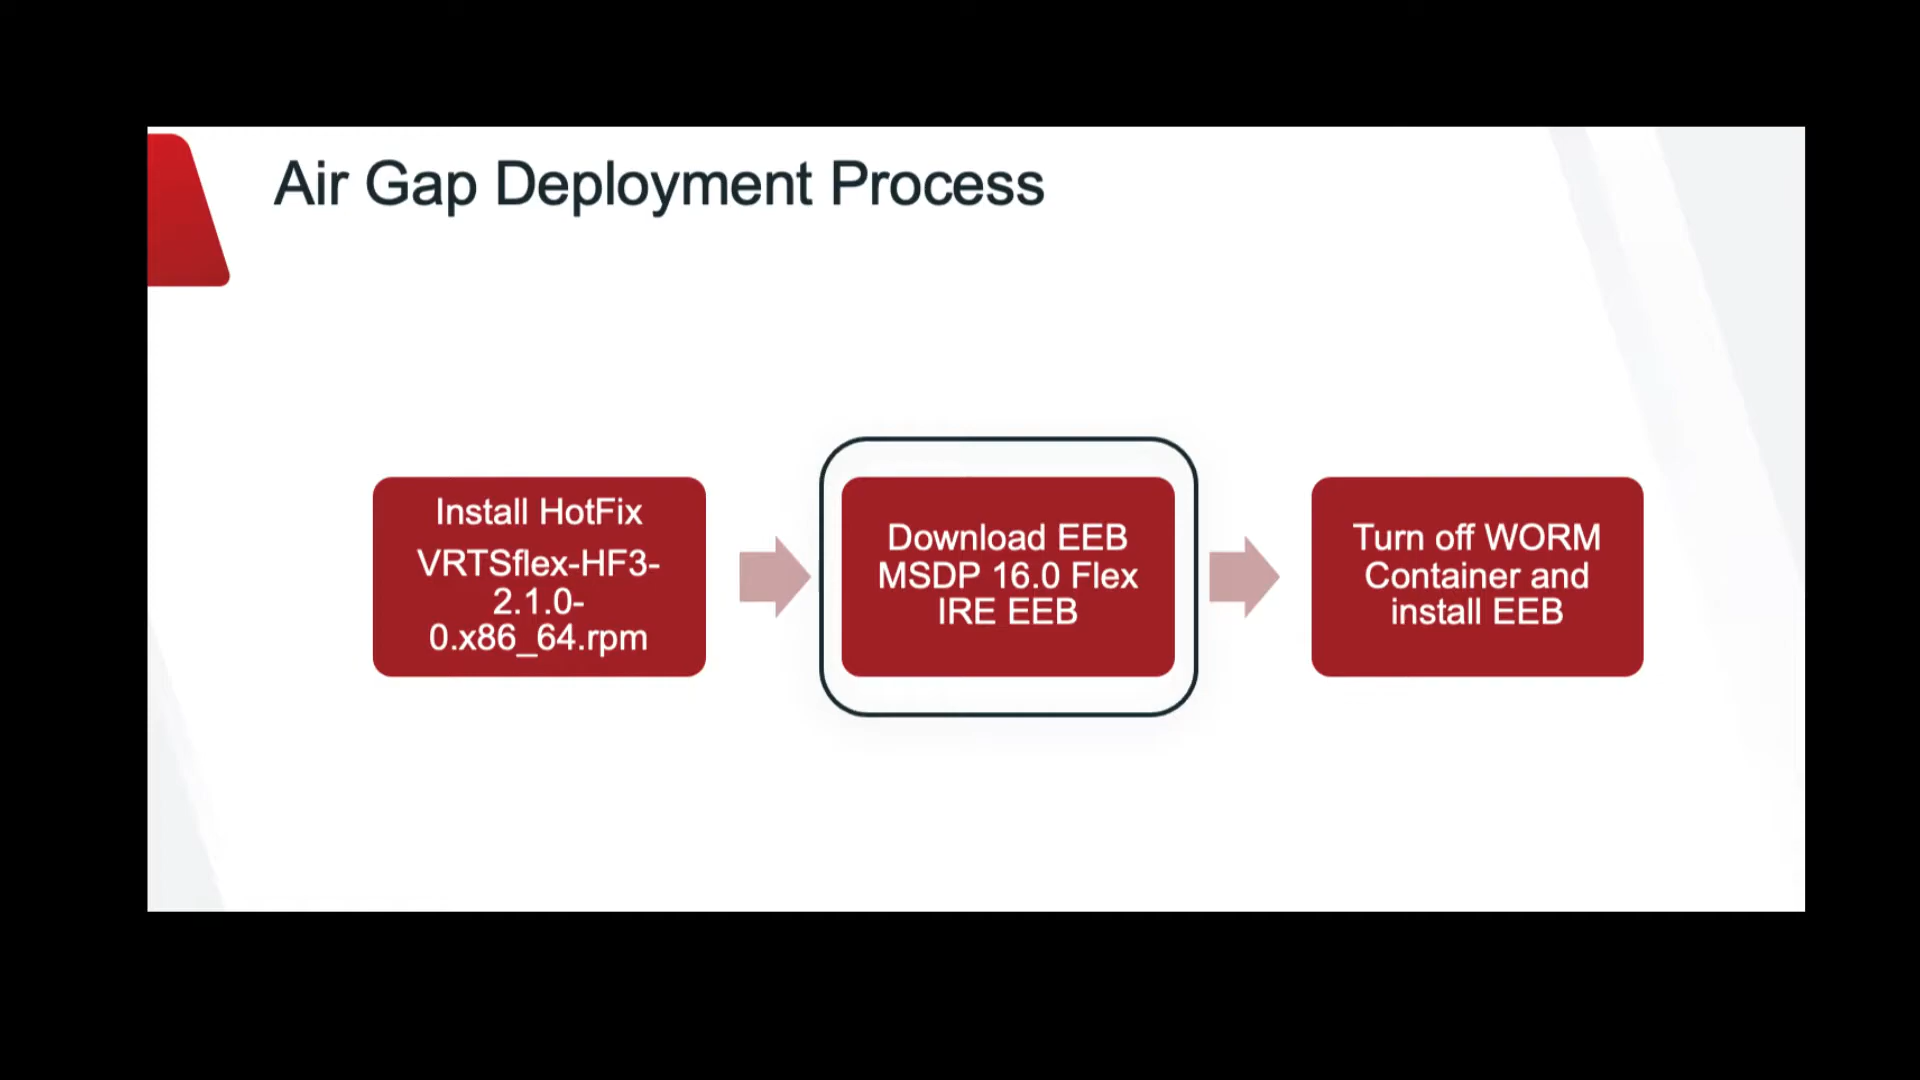 Air Gap Deployment Process
Install HotFix
VRTSflex-HF3-
2.1.0-
0.x86_64.rpm
Download EEB
MSDP 16.0 Flex
IRE EEB
Turn off WORM
Container and
install EEB